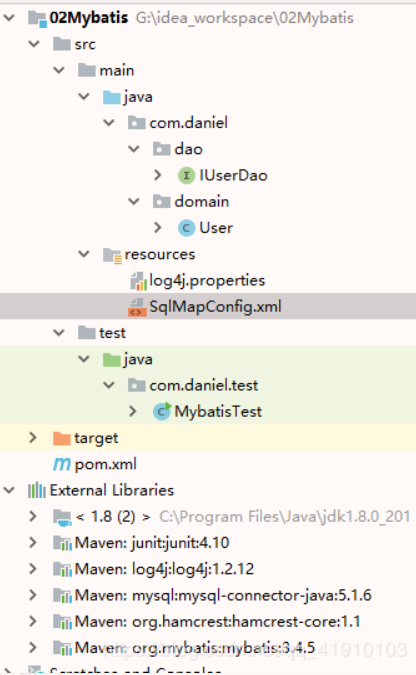 02Mybatis G:\idea_workspace\02Mybatis
src
main
java
com.daniel
dao
IUserDao
domain
User
resources
log4j.properties
SqlMapConfig.xml
test
java
com.daniel.test
MybatisTest
target
pom.xml
External Libraries
< 1.8 (2) > C:\Program Files\Java\jdk1.8.0_201
Maven: junit:junit:4.10
Maven: log4j:log4j:1.2.12
Maven: mysql:mysql-connector-java:5.1.6
Maven: org.hamcrest:hamcrest-core:1.1
Maven: org.mybatis:mybatis:3.4.5
Scratches and Consoles